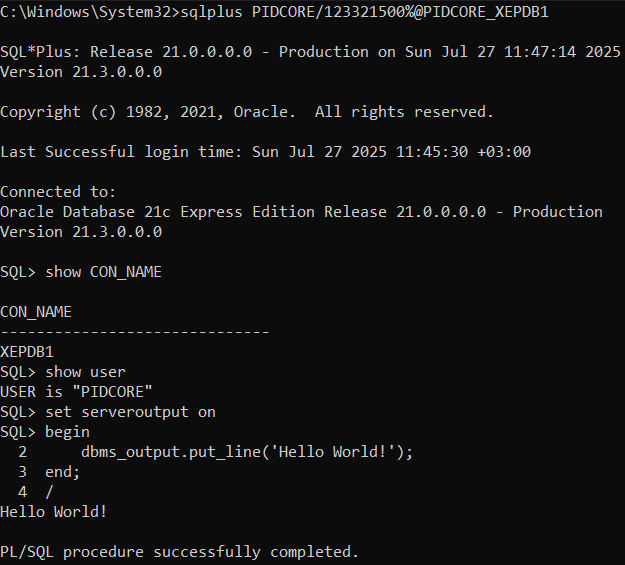 C:\Windows\System32>sqlplus PIDCORE/123321500%@PIDCORE_XEPDB1
SQL*Plus: Release 21.0.0.0.0 - Production on Sun Jul 27 11:47:14 2025
Version 21.3.0.0.0
Copyright (c) 1982, 2021, Oracle.  All rights reserved.
Last Successful login time: Sun Jul 27 2025 11:45:30 +03:00
Connected to:
Oracle Database 21c Express Edition Release 21.0.0.0.0 - Production
Version 21.3.0.0.0
SQL> show CON_NAME
CON_NAME
------------------------------
XEPDB1
SQL> show user
USER is "PIDCORE"
SQL> set serveroutput on
SQL> begin
  2      dbms_output.put_line('Hello World!');
  3  end;
  4  /
Hello World!
PL/SQL procedure successfully completed.